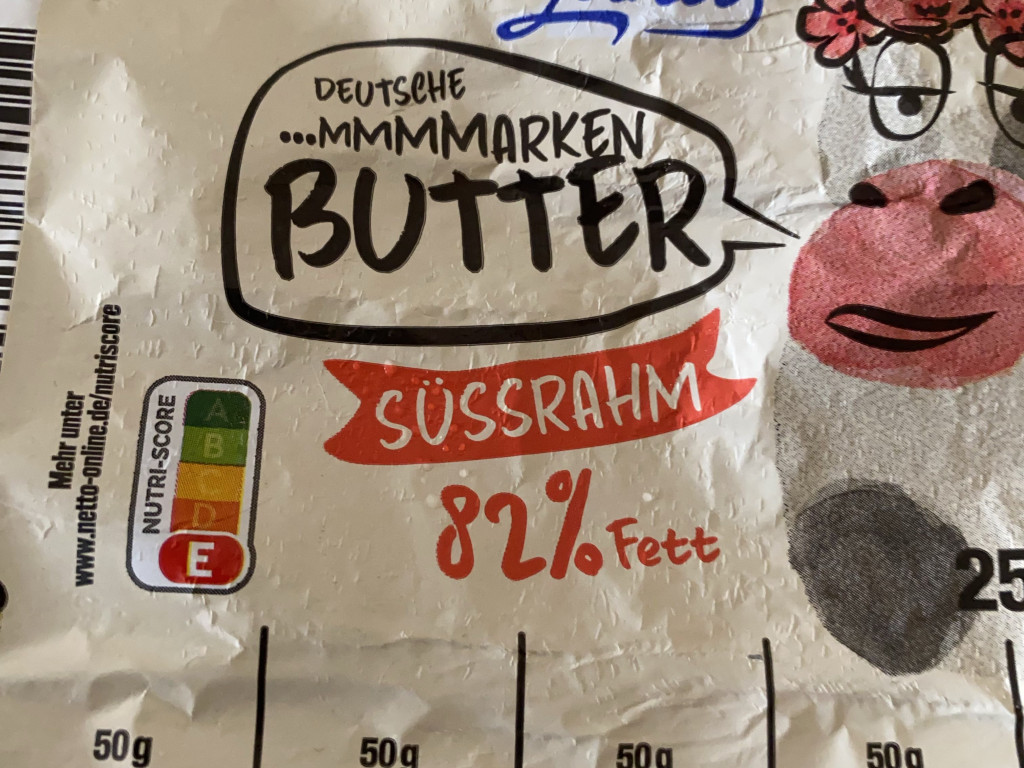 DEUTSCHE
...MMMMARKEN
BUTTER
SÜSSRAHM
82% Fett
Mehr unter
www.netto-online.de/nutriscore
NUTRI-SCORE
A
B
C
D
E
25
50g
50g
50g
50g